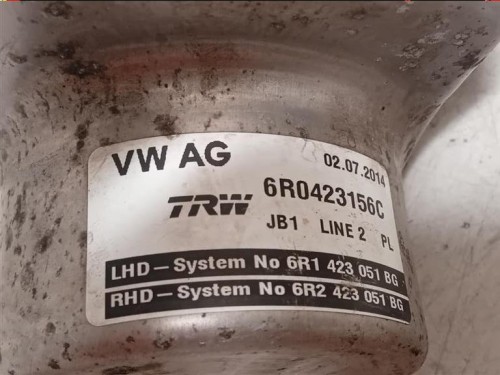 VW AG 02.07.2014
TRW 6R0423156C
JB1 LINE 2 PL
LHD-System No 6R1 423 051 BG
RHD-System No 6R2 423 051 BG